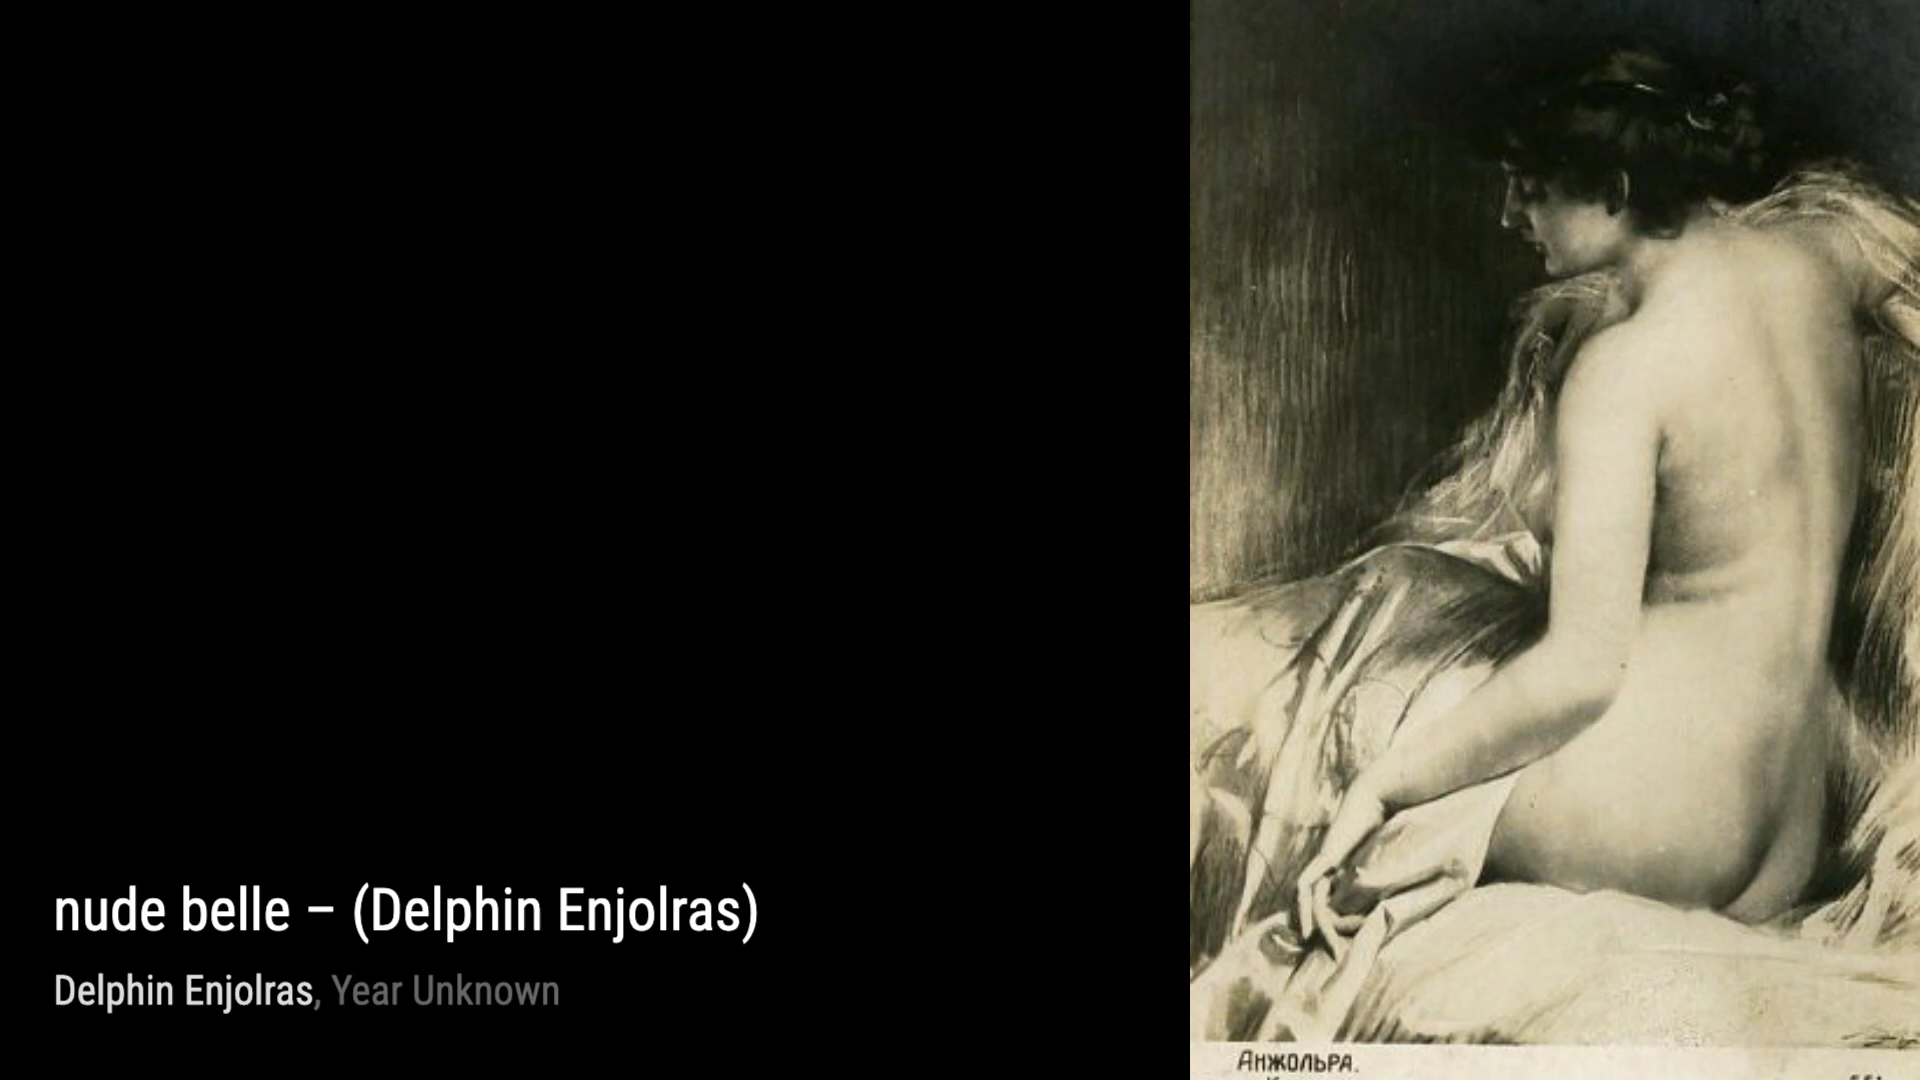 nude belle – (Delphin Enjolras)
Delphin Enjolras, Year Unknown
Анжольра.